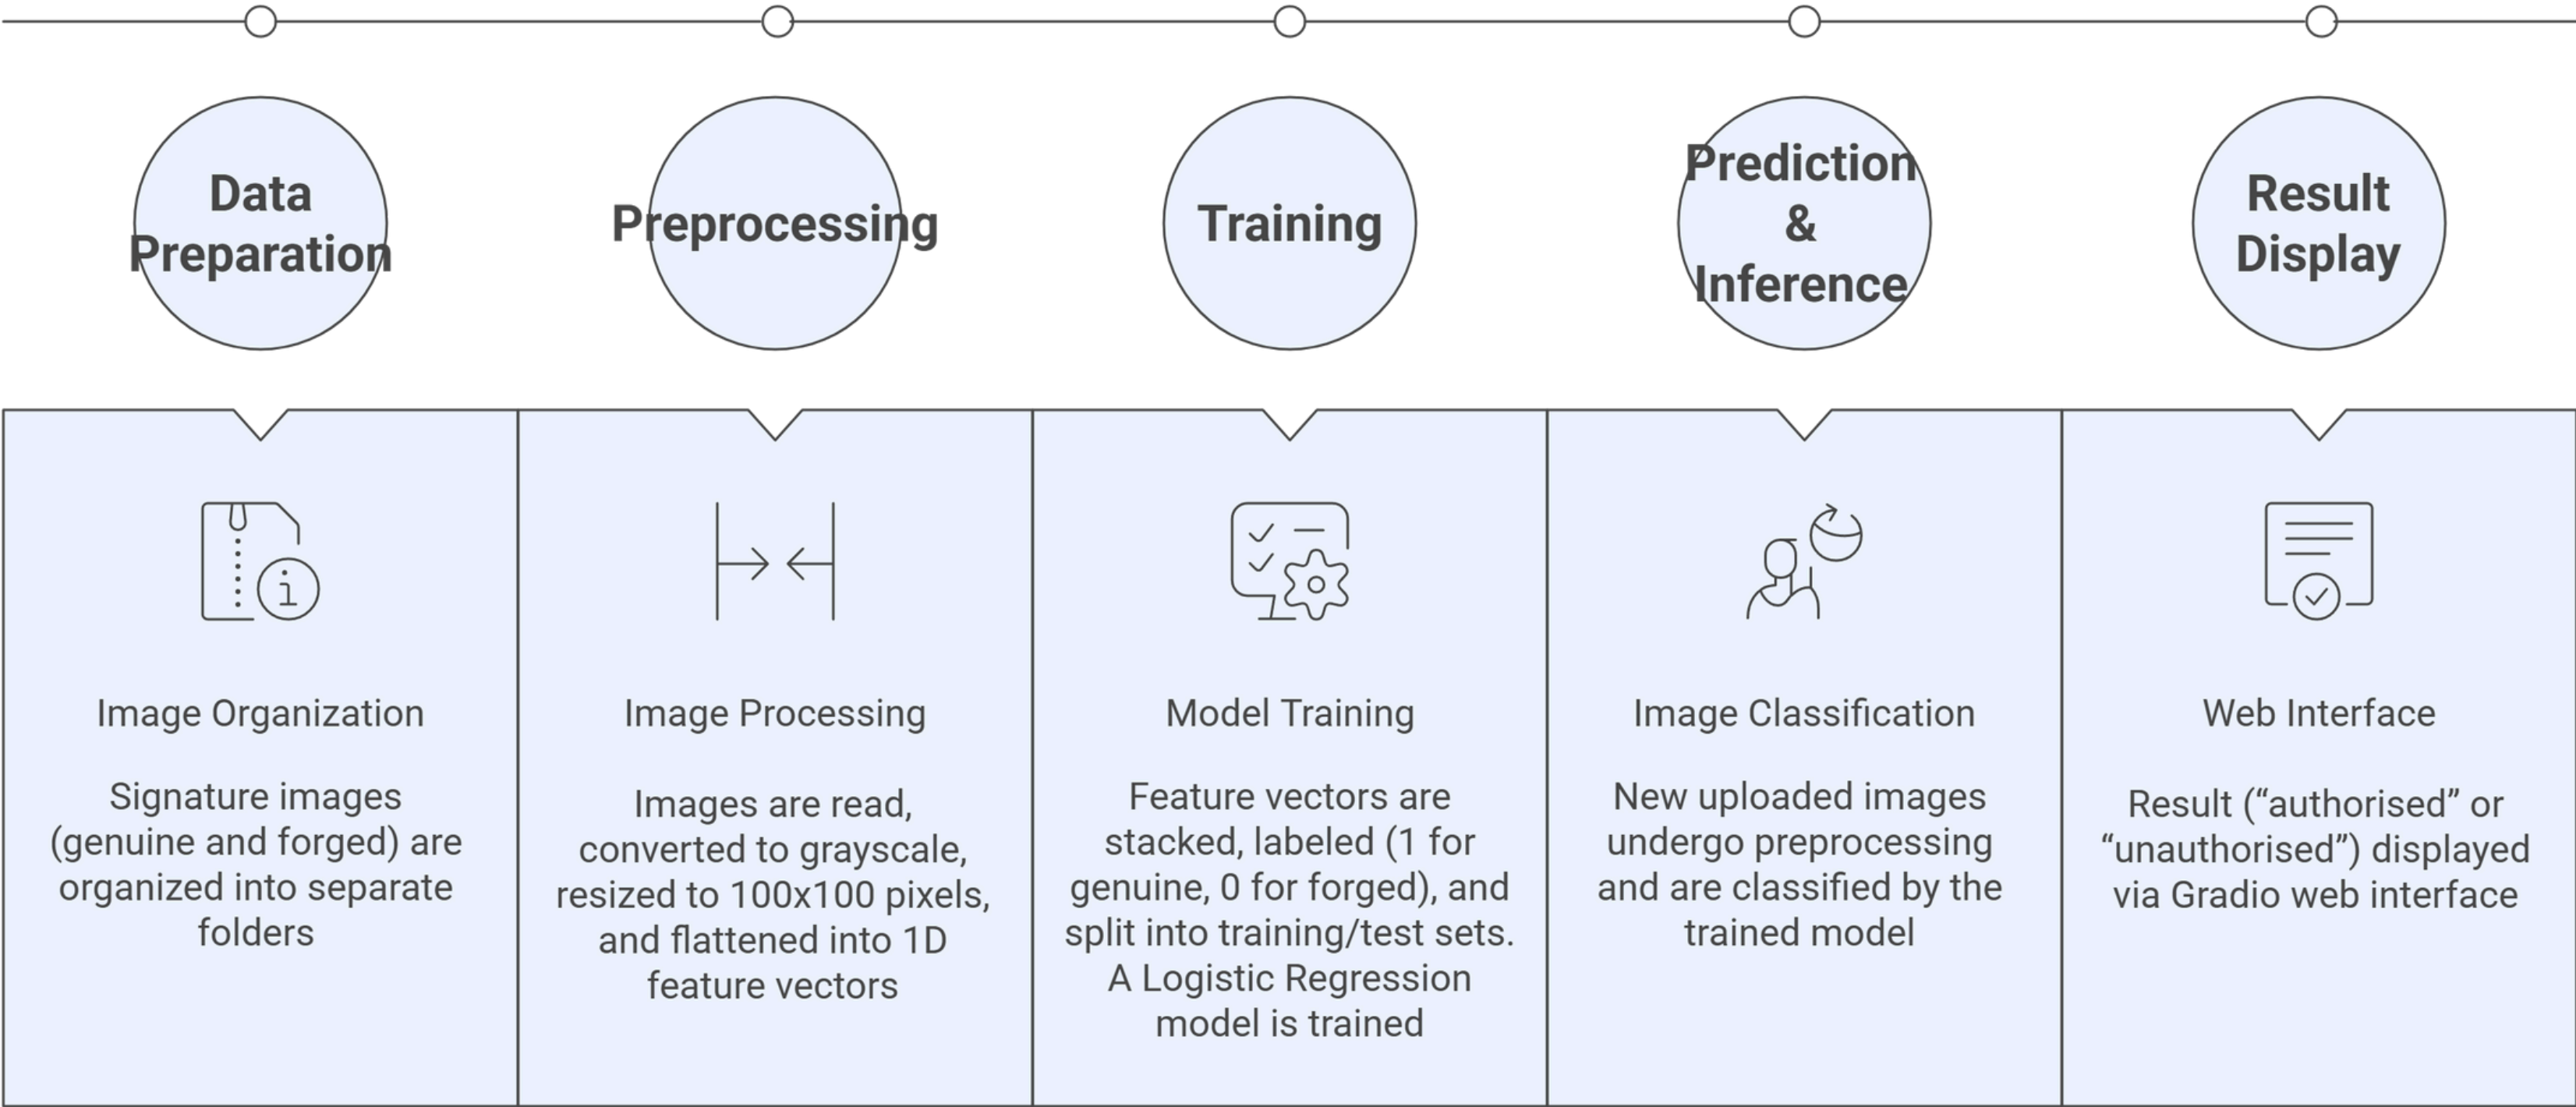 Data
Preparation
Preprocessing
Training
Prediction
&
Inference
Result
Display
Image Organization
Signature images
(genuine and forged) are
organized into separate
folders
Image Processing
Images are read,
converted to grayscale,
resized to 100x100 pixels,
and flattened into 1D
feature vectors
Model Training
Feature vectors are
stacked, labeled (1 for
genuine, 0 for forged), and
split into training/test sets.
A Logistic Regression
model is trained
Image Classification
New uploaded images
undergo preprocessing
and are classified by the
trained model
Web Interface
Result (“authorised” or
“unauthorised”) displayed
via Gradio web interface